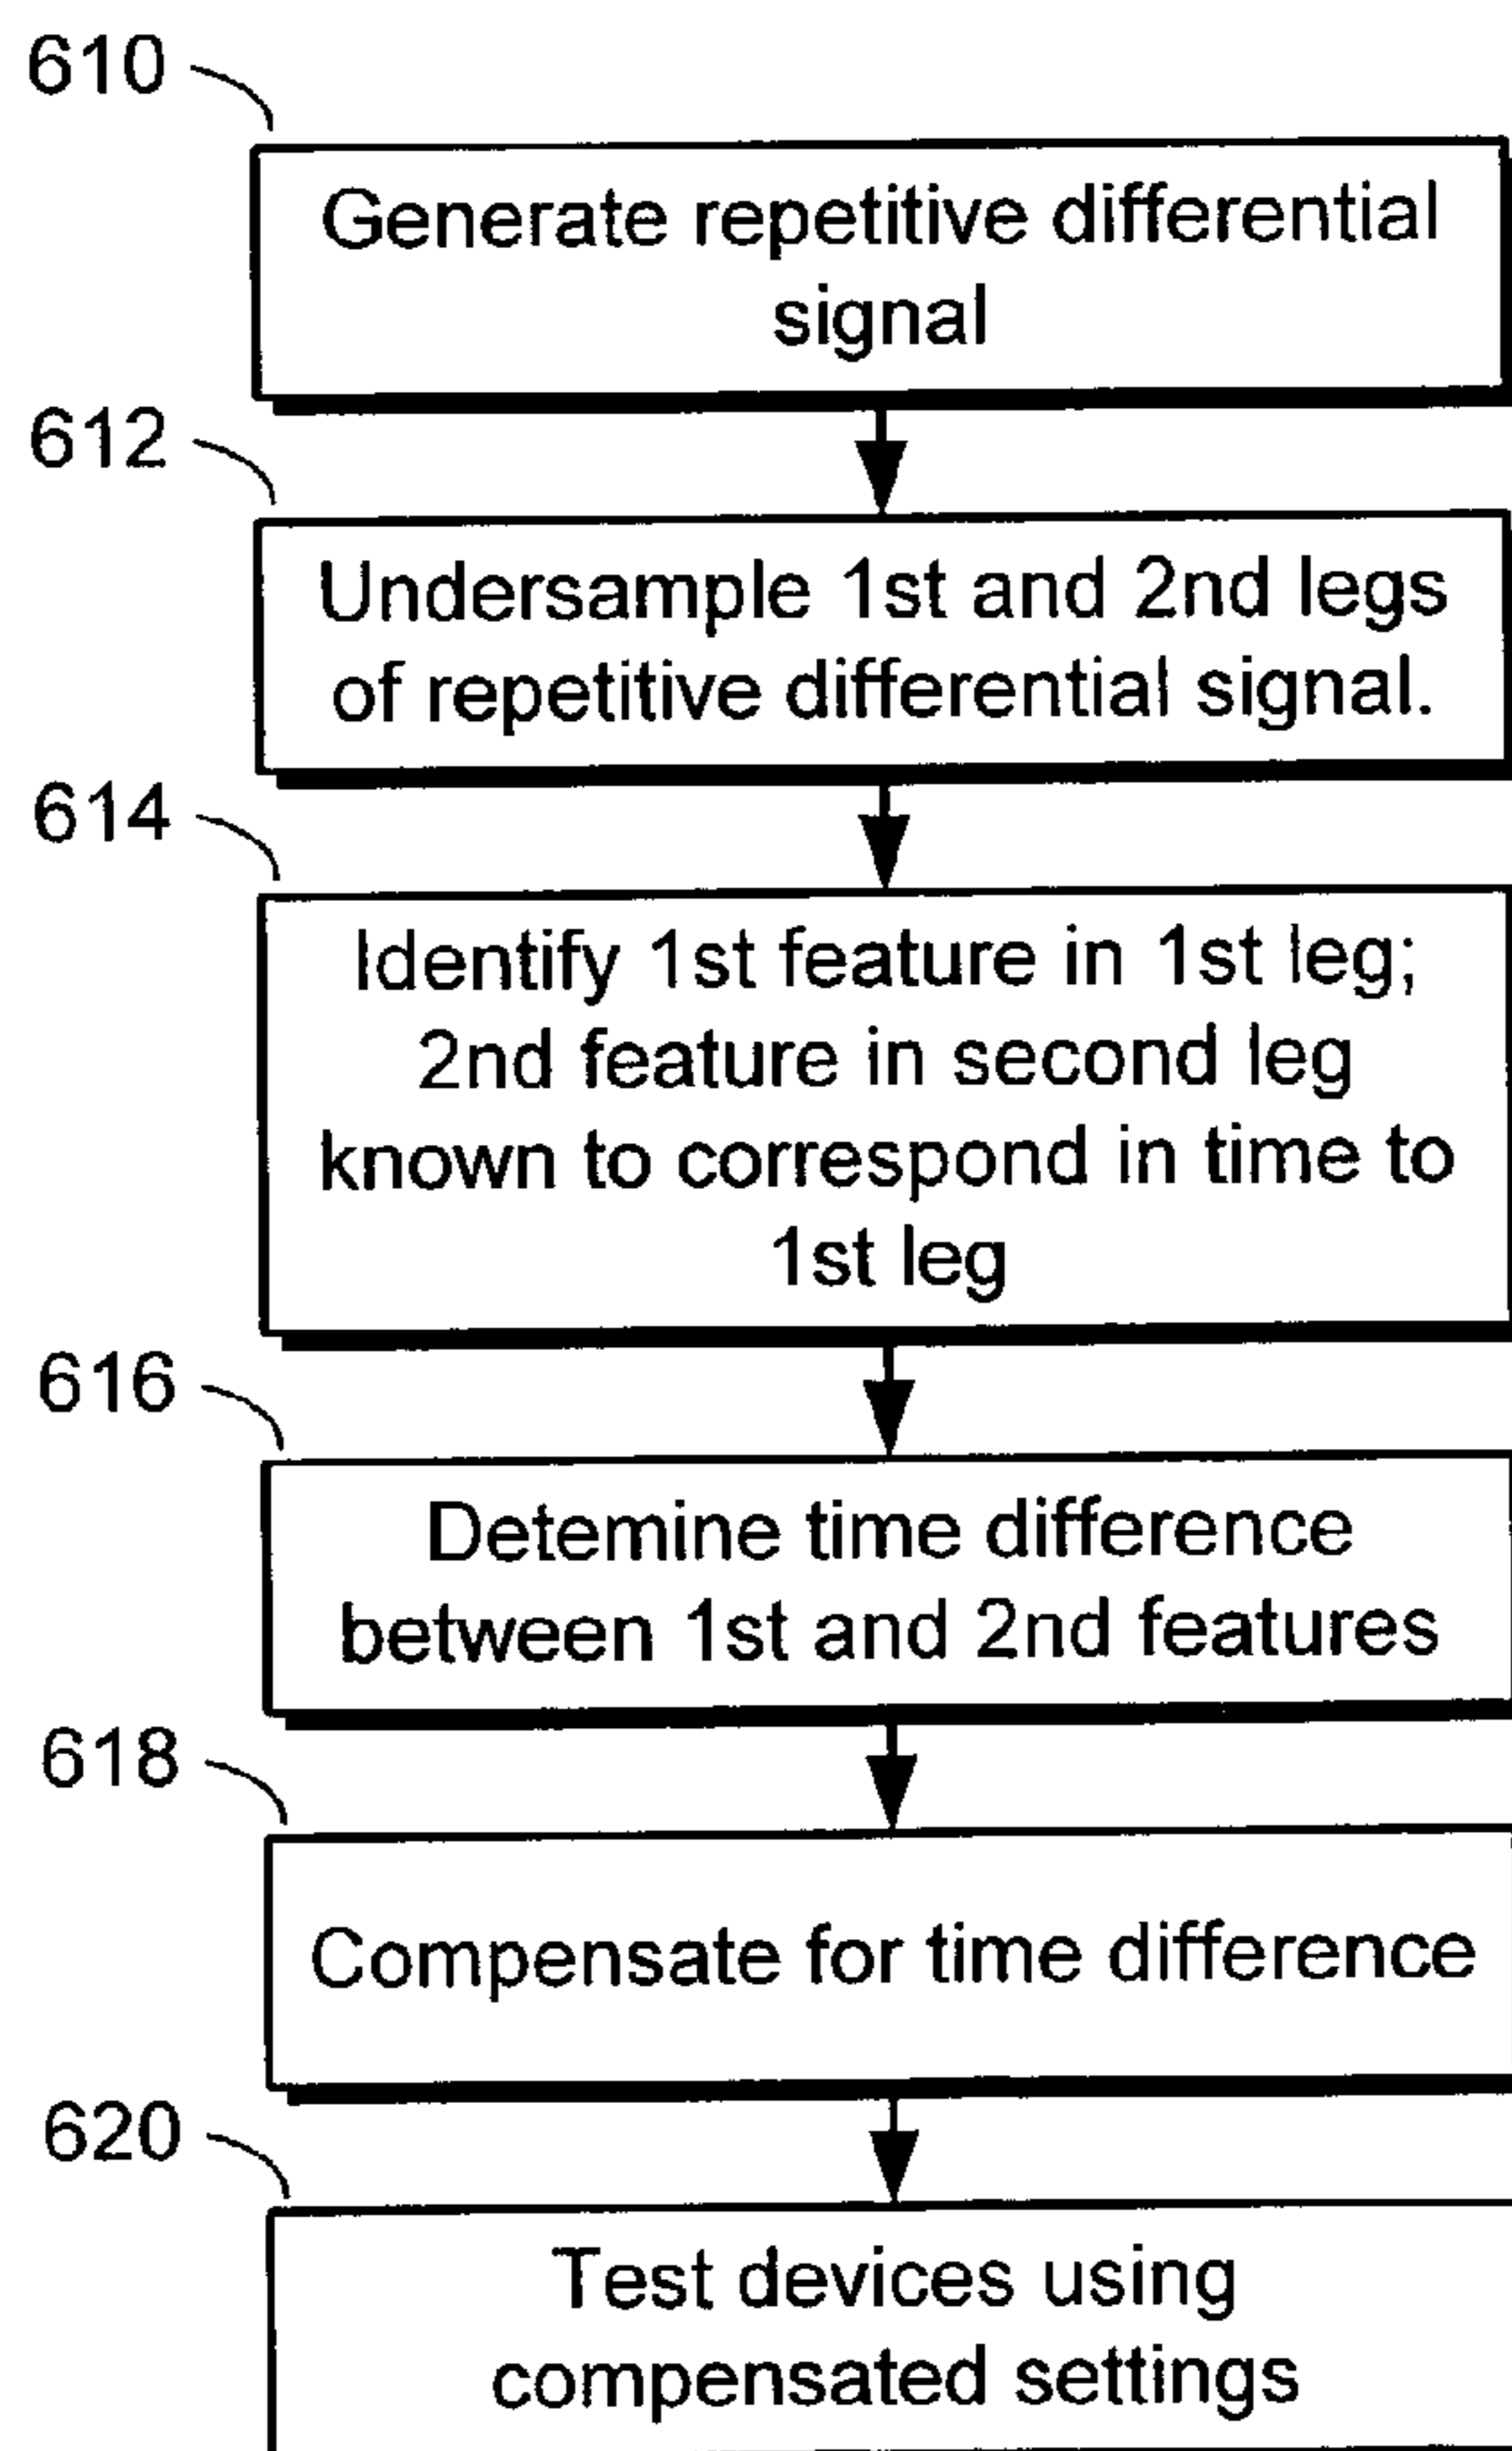 610
Generate repetitive differential
signal
612
Undersample 1st and 2nd legs
of repetitive differential signal.
614
Identify 1st feature in 1st leg;
2nd feature in second leg
known to correspond in time to
1st leg
616
Detemine time difference
between 1st and 2nd features
618
Compensate for time difference
620
Test devices using
compensated settings